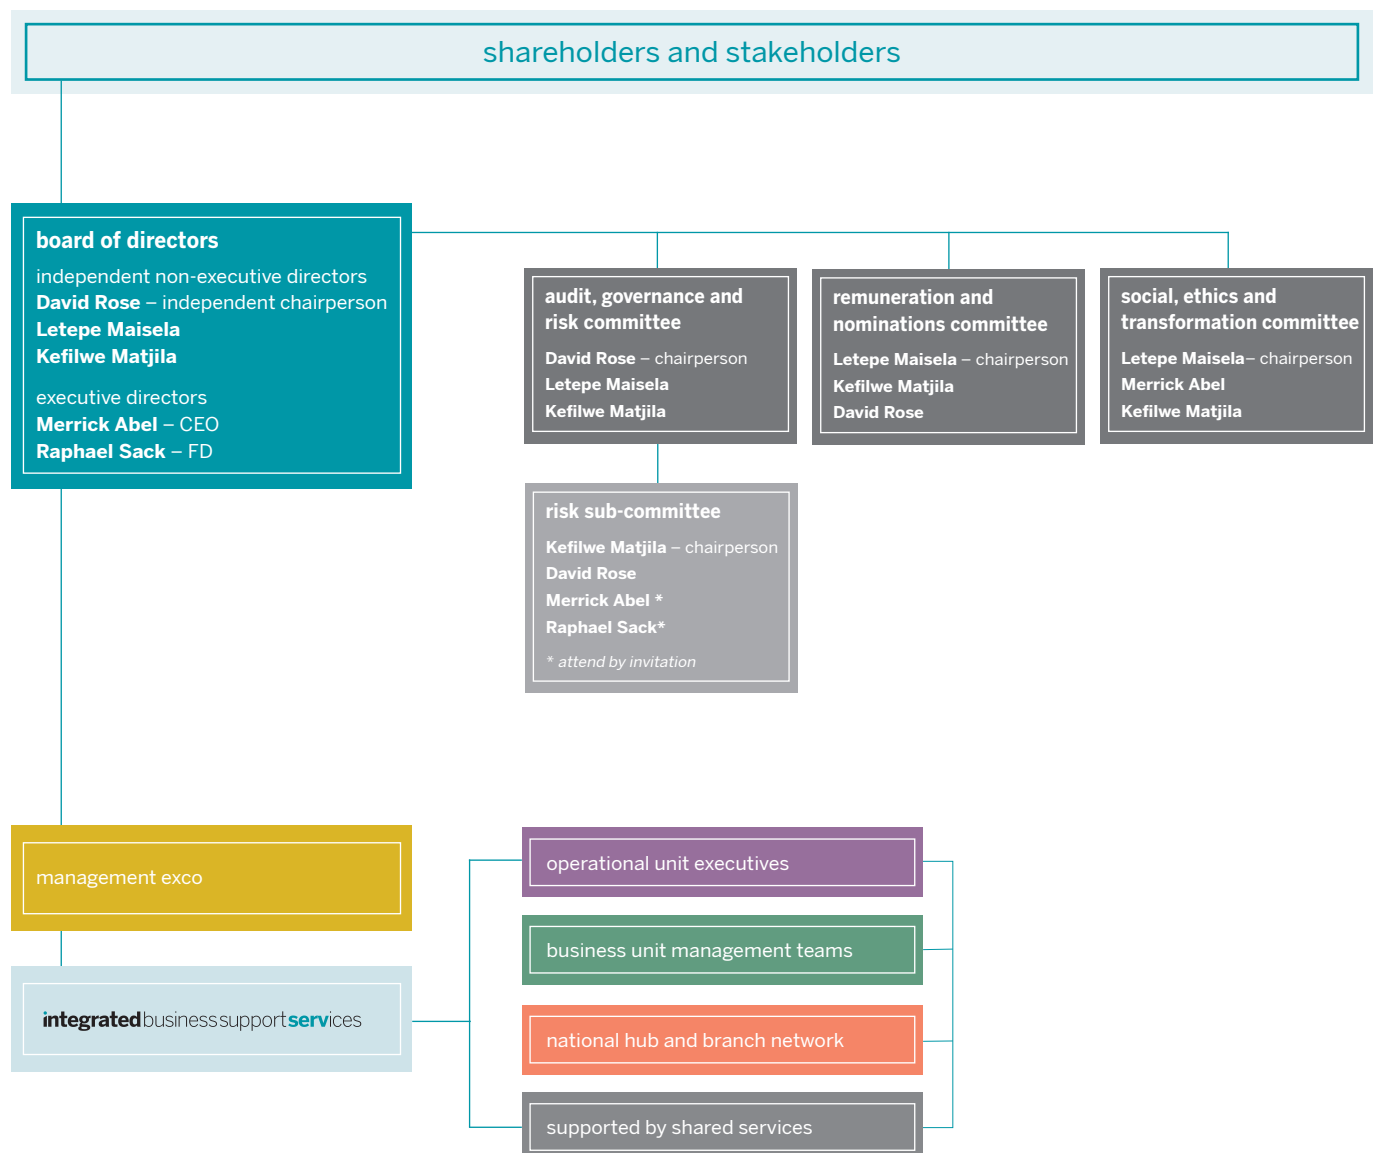 shareholders and stakeholders
board of directors
independent non-executive directors
David Rose – independent chairperson
Letepe Maisela
Kefilwe Matjila
executive directors
Merrick Abel – CEO
Raphael Sack – FD
audit, governance and
risk committee
David Rose – chairperson
Letepe Maisela
Kefilwe Matjila
remuneration and
nominations committee
Letepe Maisela – chairperson
Kefilwe Matjila
David Rose
social, ethics and
transformation committee
Letepe Maisela– chairperson
Merrick Abel
Kefilwe Matjila
risk sub-committee
Kefilwe Matjila – chairperson
David Rose
Merrick Abel *
Raphael Sack*
* attend by invitation
management exco
integratedbusinesssupportservices
operational unit executives
business unit management teams
national hub and branch network
supported by shared services